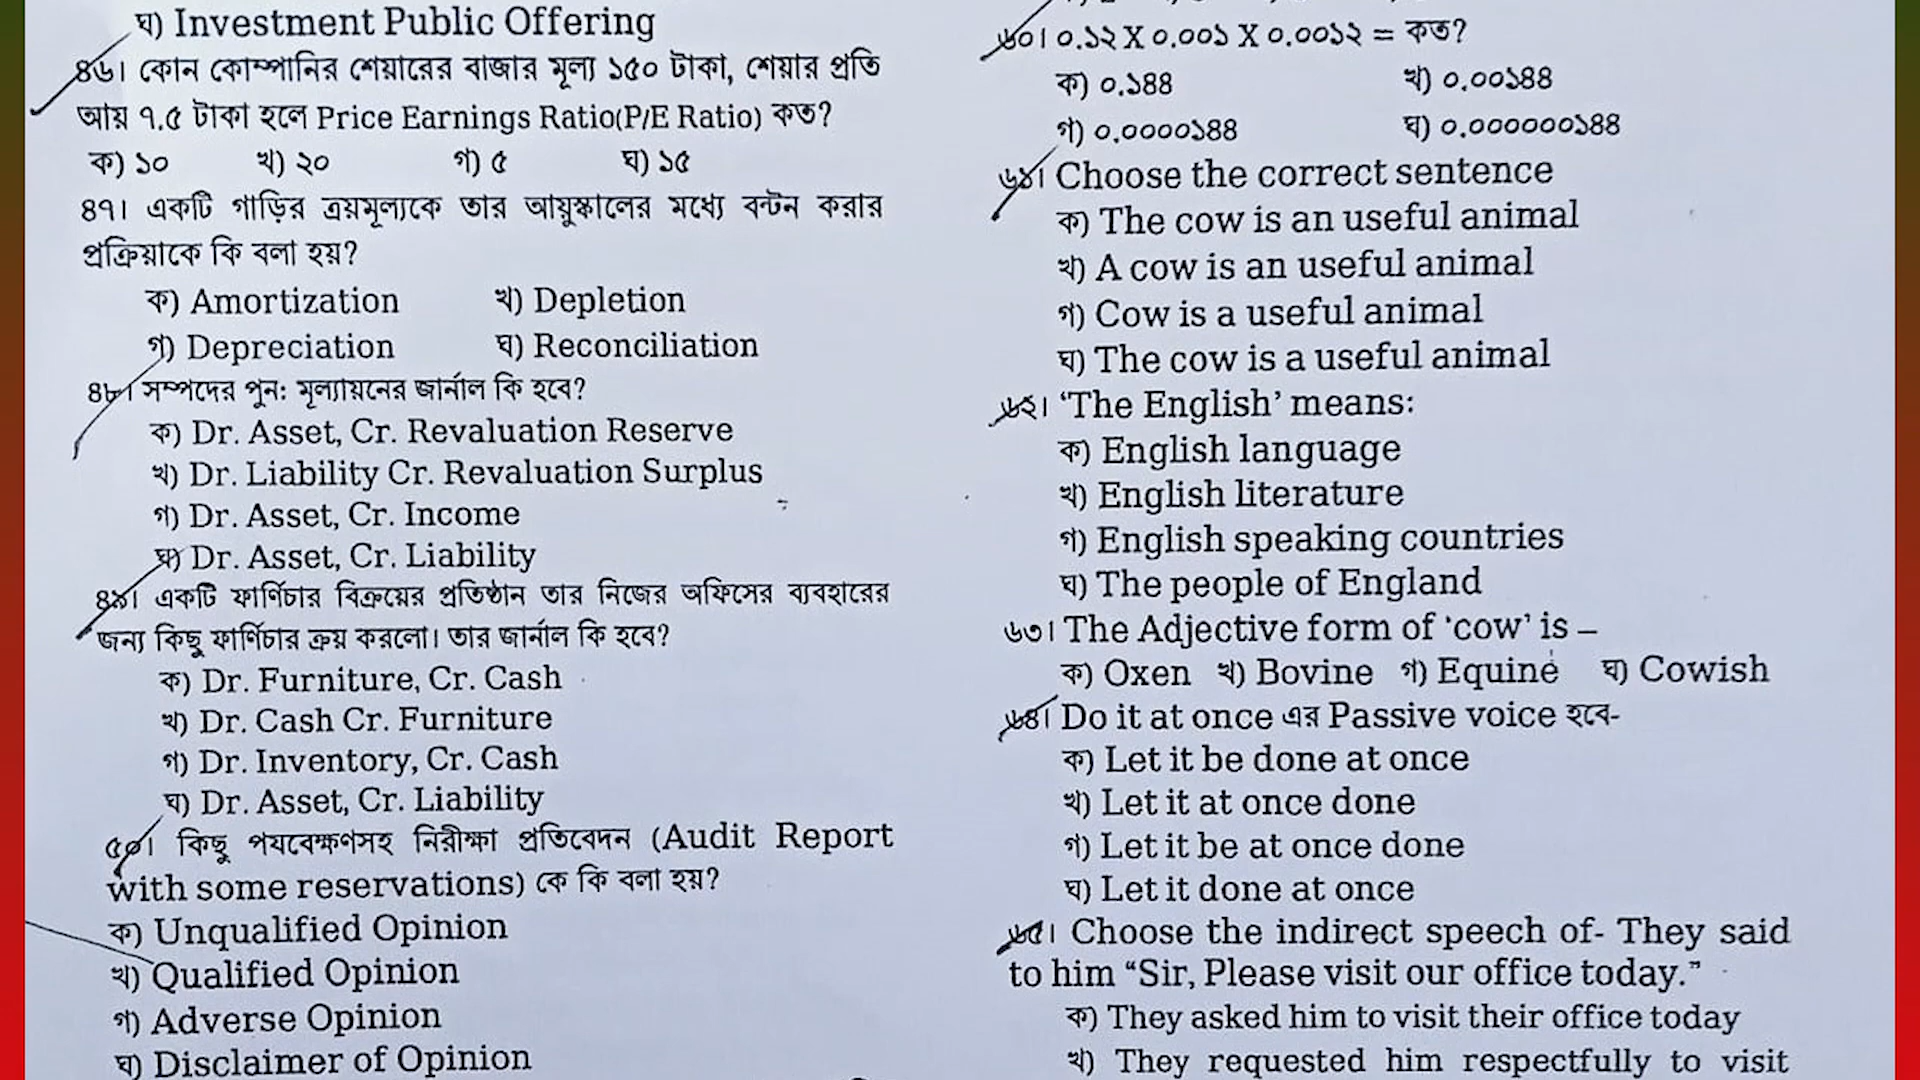 ঘ) Investment Public Offering
৪৬। কোন কোম্পানির শেয়ারের বাজার মূল্য ১৫০ টাকা, শেয়ার প্রতি
আয় ৭.৫ টাকা হলে Price Earnings Ratio(P/E Ratio) কত?
ক) ১০ খ) ২০ গ) ৫ ঘ) ১৫
৪৭। একটি গাড়ির ত্রয়মূল্যকে তার আয়ুষ্কালের মধ্যে বন্টন করার
প্রক্রিয়াকে কি বলা হয়?
ক) Amortization খ) Depletion
গ) Depreciation ঘ) Reconciliation
৪৮। সম্পদের পুন: মূল্যায়নের জার্নাল কি হবে?
ক) Dr. Asset, Cr. Revaluation Reserve
খ) Dr. Liability Cr. Revaluation Surplus
গ) Dr. Asset, Cr. Income
ঘ) Dr. Asset, Cr. Liability
৪৯। একটি ফার্ণিচার বিক্রয়ের প্রতিষ্ঠান তার নিজের অফিসের ব্যবহারের
জন্য কিছু ফার্ণিচার ক্রয় করলো। তার জার্নাল কি হবে?
ক) Dr. Furniture, Cr. Cash
খ) Dr. Cash Cr. Furniture
গ) Dr. Inventory, Cr. Cash
ঘ) Dr. Asset, Cr. Liability
৫০। কিছু পযবেক্ষণসহ নিরীক্ষা প্রতিবেদন (Audit Report
with some reservations) কে কি বলা হয়?
ক) Unqualified Opinion
খ) Qualified Opinion
গ) Adverse Opinion
ঘ) Disclaimer of Opinion
৬০। ০.১২ X ০.০০১ X ০.০০১২ = কত?
ক) ০.১৪৪ খ) ০.০০১৪৪
গ) ০.০০০০১৪৪ ঘ) ০.০০০০০০১৪৪
৬১। Choose the correct sentence
ক) The cow is an useful animal
খ) A cow is an useful animal
গ) Cow is a useful animal
ঘ) The cow is a useful animal
৬২। ‘The English’ means:
ক) English language
খ) English literature
গ) English speaking countries
ঘ) The people of England
৬৩। The Adjective form of ‘cow’ is –
ক) Oxen খ) Bovine গ) Equine ঘ) Cowish
৬৪। Do it at once এর Passive voice হবে-
ক) Let it be done at once
খ) Let it at once done
গ) Let it be at once done
ঘ) Let it done at once
৬৫। Choose the indirect speech of- They said
to him “Sir, Please visit our office today.”
ক) They asked him to visit their office today
খ) They requested him respectfully to visit